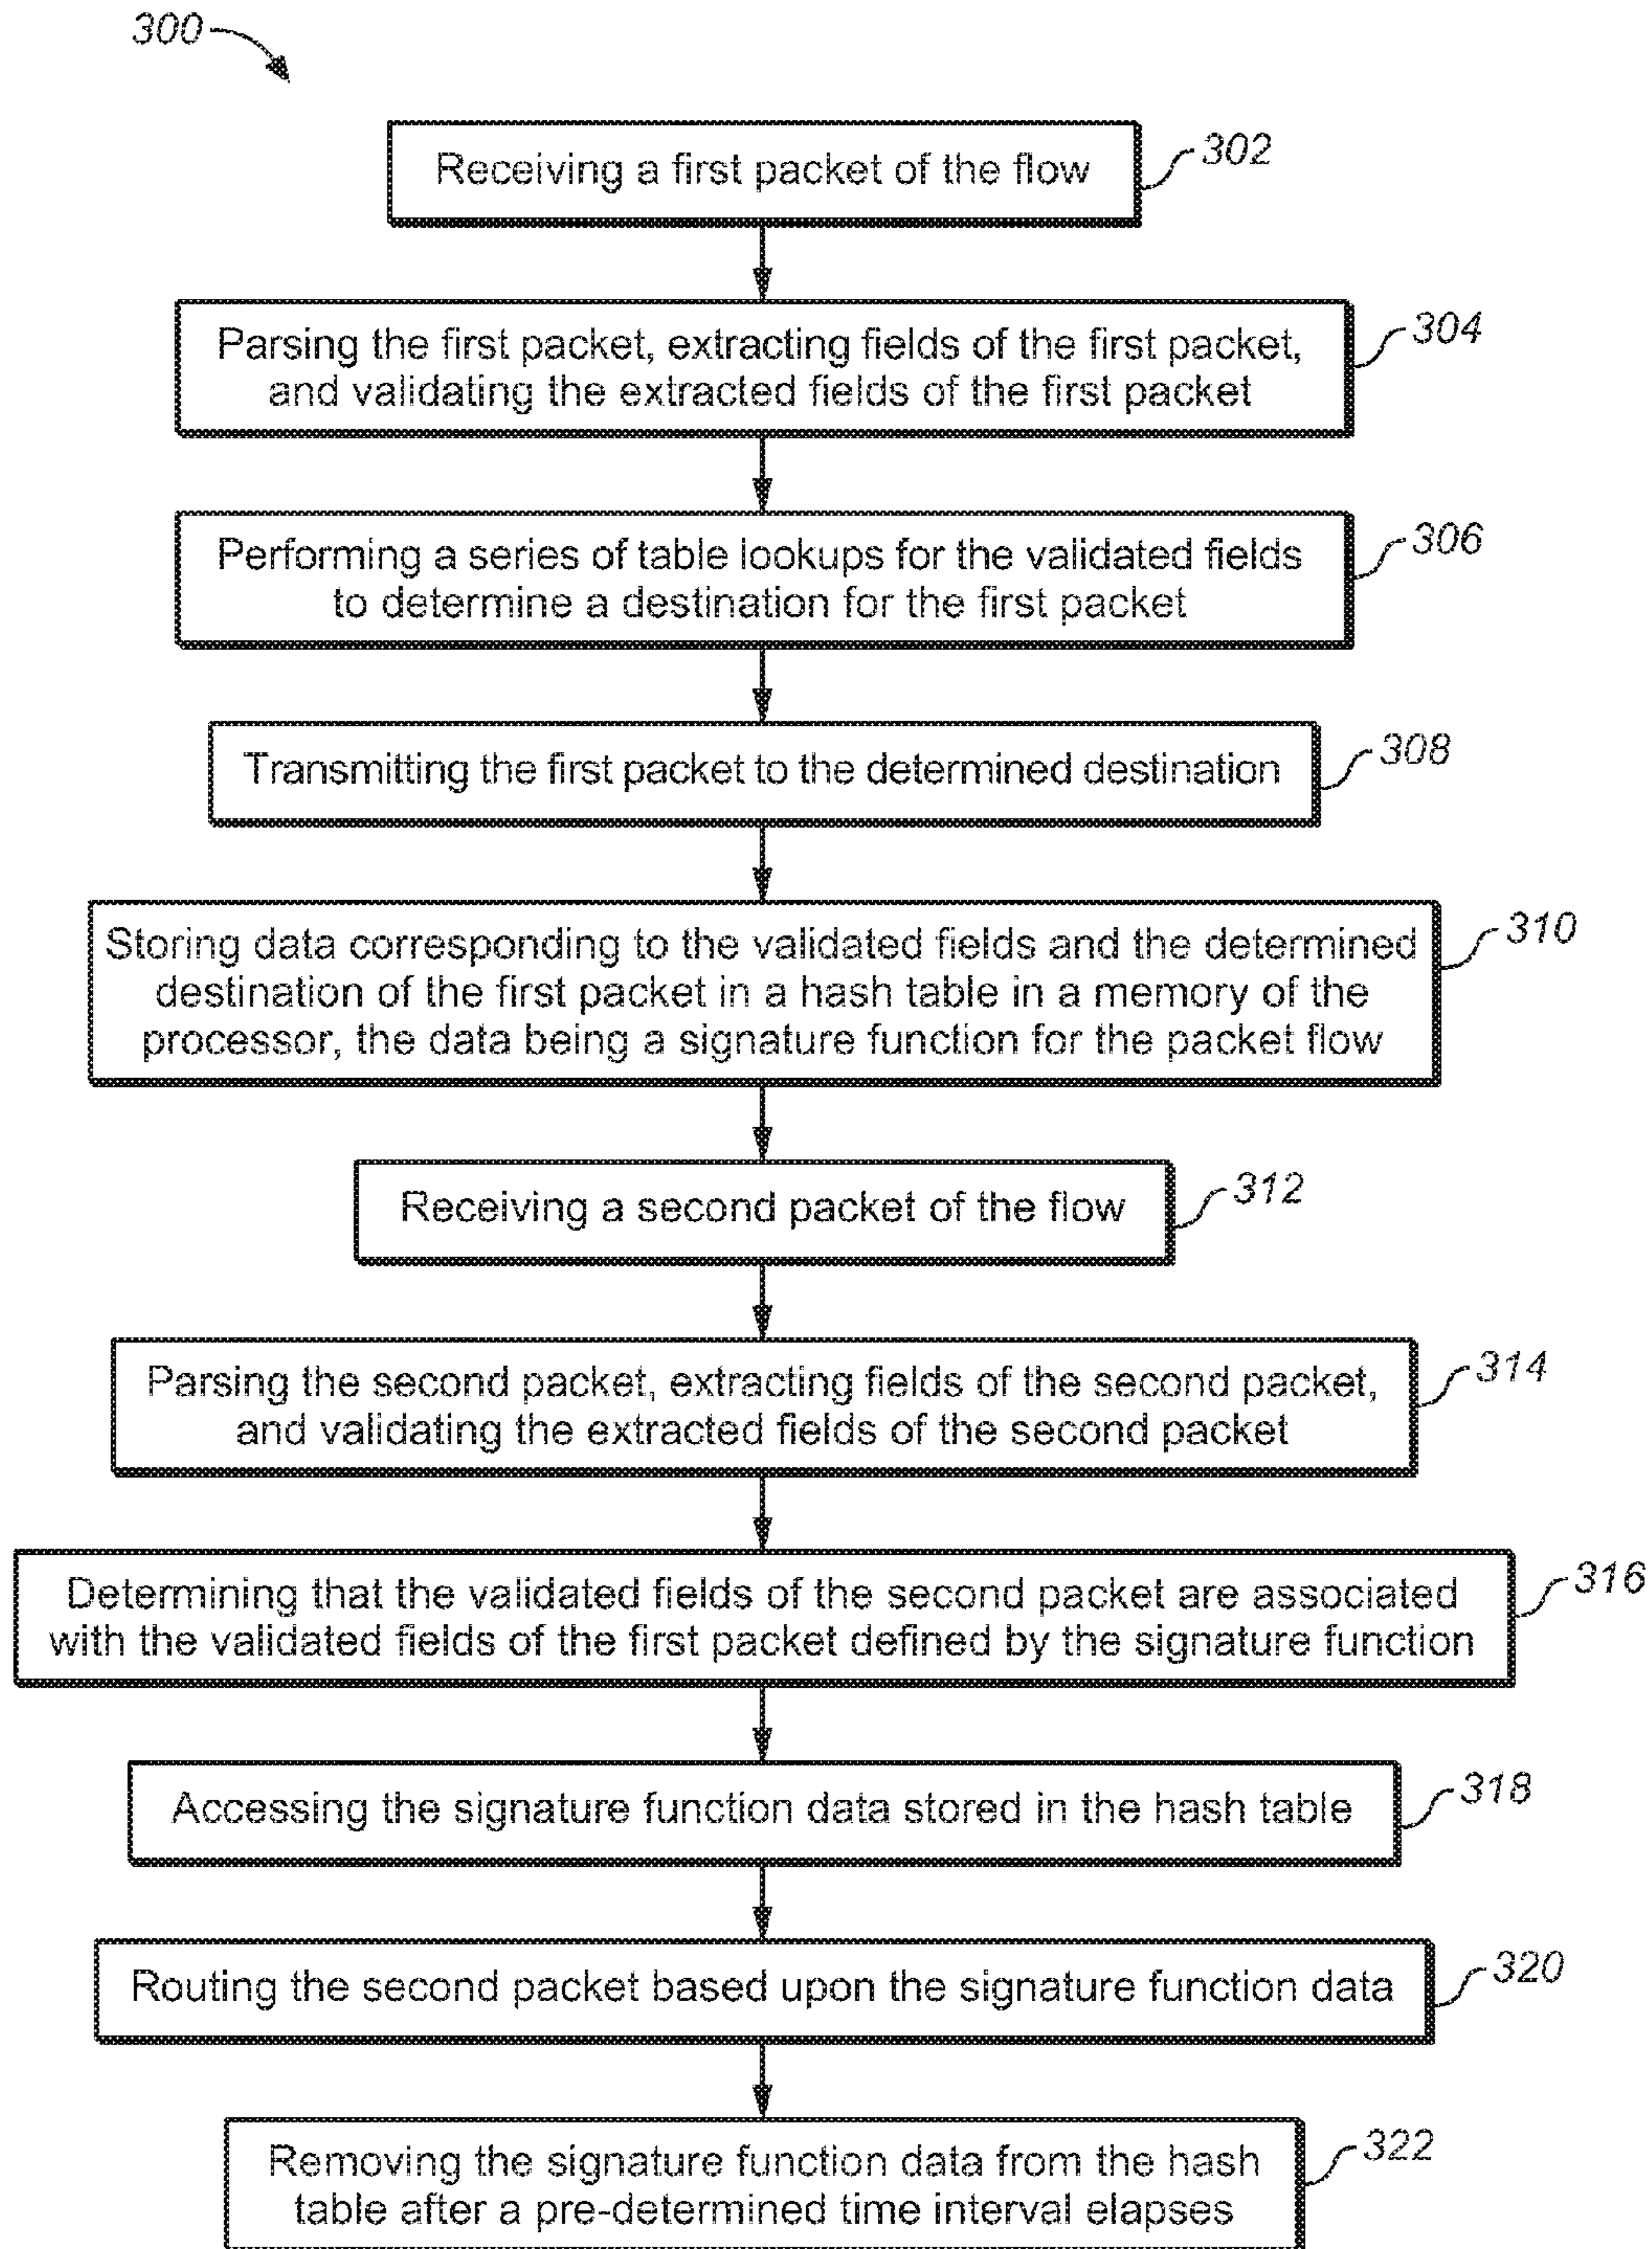 300
Receiving a first packet of the flow
302
Parsing the first packet, extracting fields of the first packet,
and validating the extracted fields of the first packet
304
Performing a series of table lookups for the validated fields
to determine a destination for the first packet
306
Transmitting the first packet to the determined destination
308
Storing data corresponding to the validated fields and the determined
destination of the first packet in a hash table in a memory of the
processor, the data being a signature function for the packet flow
310
Receiving a second packet of the flow
312
Parsing the second packet, extracting fields of the second packet,
and validating the extracted fields of the second packet
314
Determining that the validated fields of the second packet are associated
with the validated fields of the first packet defined by the signature function
316
Accessing the signature function data stored in the hash table
318
Routing the second packet based upon the signature function data
320
Removing the signature function data from the hash
table after a pre-determined time interval elapses
322